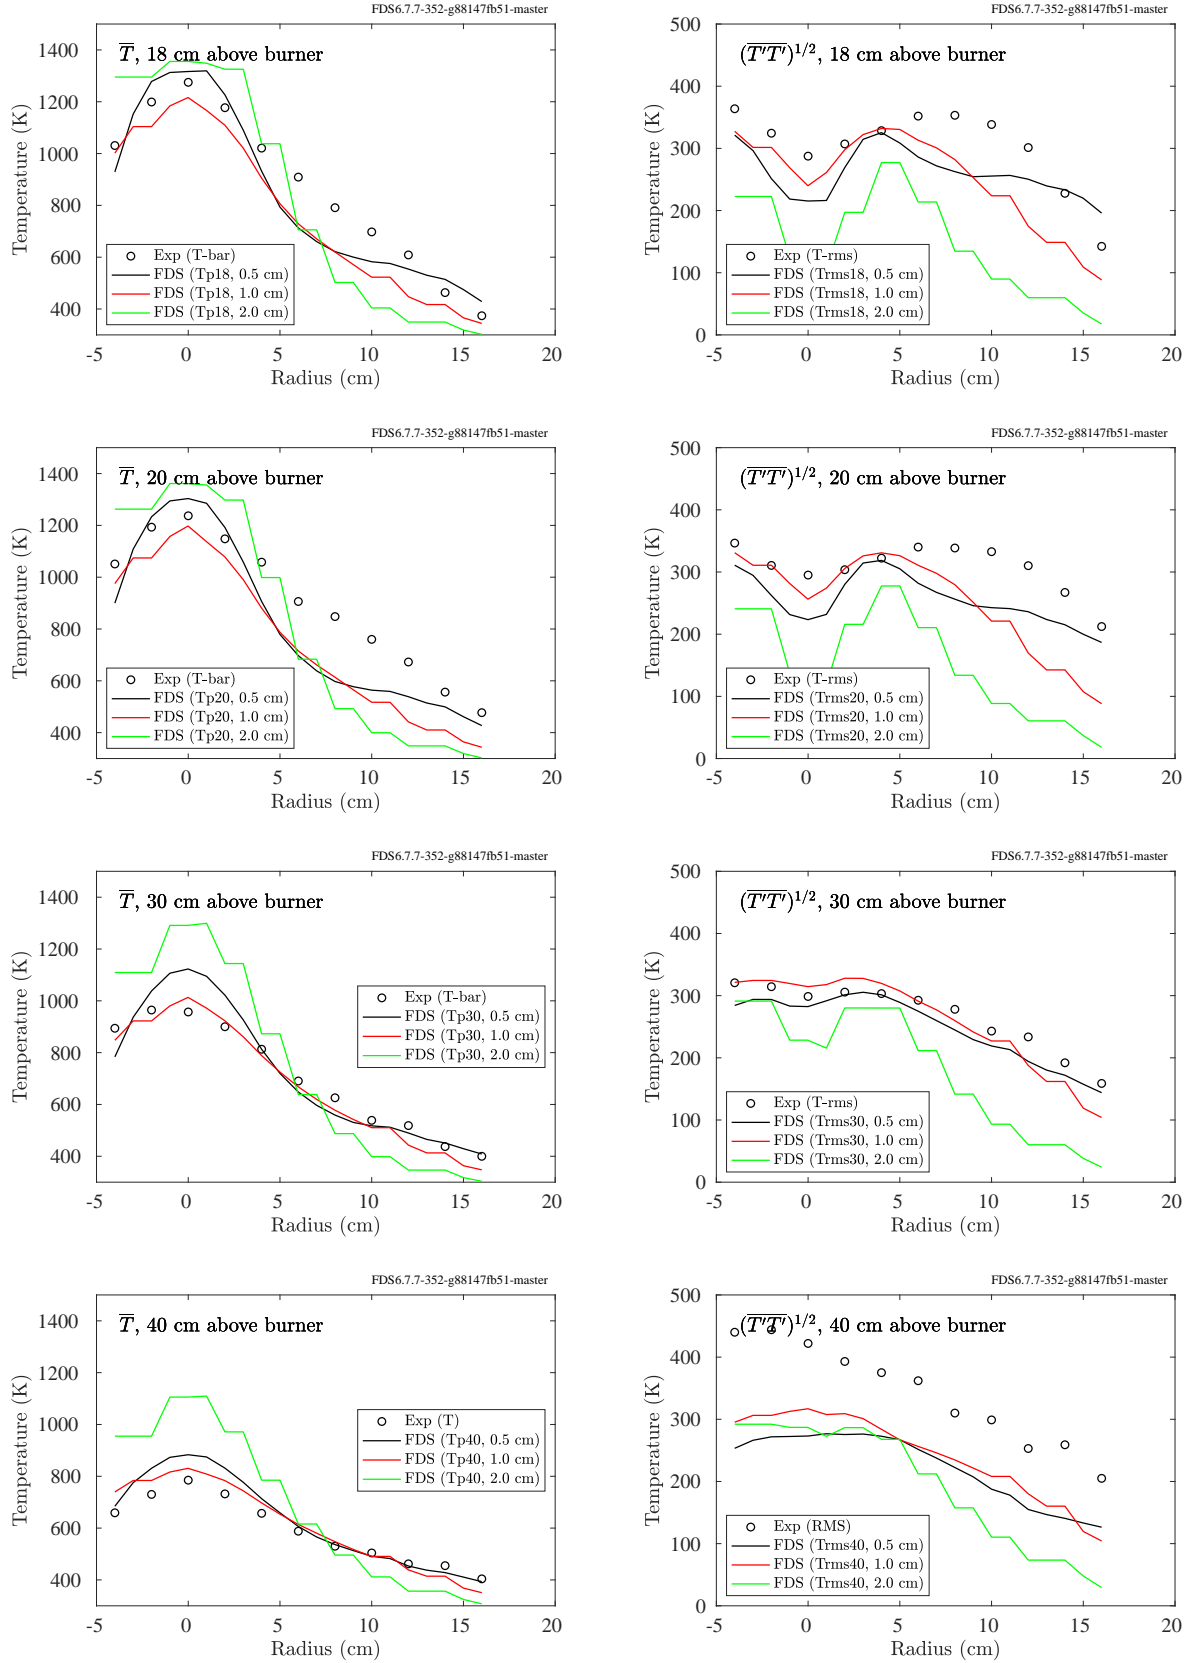 FDS6.7.7-352-g88147fb51-master
T̅, 18 cm above burner
Temperature (K)
1400
1200
1000
800
600
400
Exp (T-bar)
FDS (Tp18, 0.5 cm)
FDS (Tp18, 1.0 cm)
FDS (Tp18, 2.0 cm)
-5 0 5 10 15 20
Radius (cm)
FDS6.7.7-352-g88147fb51-master
(T′T′)1/2, 18 cm above burner
Temperature (K)
500
400
300
200
100
0
Exp (T-rms)
FDS (Trms18, 0.5 cm)
FDS (Trms18, 1.0 cm)
FDS (Trms18, 2.0 cm)
-5 0 5 10 15 20
Radius (cm)
FDS6.7.7-352-g88147fb51-master
T̅, 20 cm above burner
Temperature (K)
1400
1200
1000
800
600
400
Exp (T-bar)
FDS (Tp20, 0.5 cm)
FDS (Tp20, 1.0 cm)
FDS (Tp20, 2.0 cm)
-5 0 5 10 15 20
Radius (cm)
FDS6.7.7-352-g88147fb51-master
(T′T′)1/2, 20 cm above burner
Temperature (K)
500
400
300
200
100
0
Exp (T-rms)
FDS (Trms20, 0.5 cm)
FDS (Trms20, 1.0 cm)
FDS (Trms20, 2.0 cm)
-5 0 5 10 15 20
Radius (cm)
FDS6.7.7-352-g88147fb51-master
T̅, 30 cm above burner
Temperature (K)
1400
1200
1000
800
600
400
Exp (T-bar)
FDS (Tp30, 0.5 cm)
FDS (Tp30, 1.0 cm)
FDS (Tp30, 2.0 cm)
-5 0 5 10 15 20
Radius (cm)
FDS6.7.7-352-g88147fb51-master
(T′T′)1/2, 30 cm above burner
Temperature (K)
500
400
300
200
100
0
Exp (T-rms)
FDS (Trms30, 0.5 cm)
FDS (Trms30, 1.0 cm)
FDS (Trms30, 2.0 cm)
-5 0 5 10 15 20
Radius (cm)
FDS6.7.7-352-g88147fb51-master
T̅, 40 cm above burner
Temperature (K)
1400
1200
1000
800
600
400
Exp (T)
FDS (Tp40, 0.5 cm)
FDS (Tp40, 1.0 cm)
FDS (Tp40, 2.0 cm)
-5 0 5 10 15 20
Radius (cm)
FDS6.7.7-352-g88147fb51-master
(T′T′)1/2, 40 cm above burner
Temperature (K)
500
400
300
200
100
0
Exp (RMS)
FDS (Trms40, 0.5 cm)
FDS (Trms40, 1.0 cm)
FDS (Trms40, 2.0 cm)
-5 0 5 10 15 20
Radius (cm)